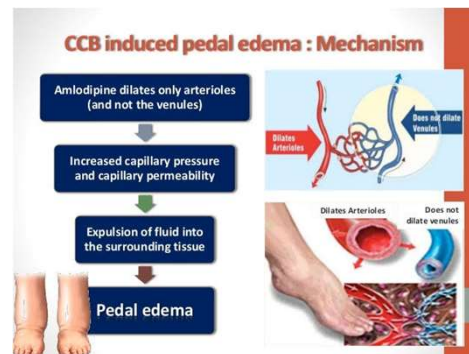 CCB induced pedal edema : Mechanism
Amlodipine dilates only arterioles
(and not the venules)
Increased capillary pressure
and capillary permeability
Expulsion of fluid into
the surrounding tissue
Pedal edema
Dilates
Arterioles
Does not dilate
Venules
Dilates Arterioles
Does not
dilate venules